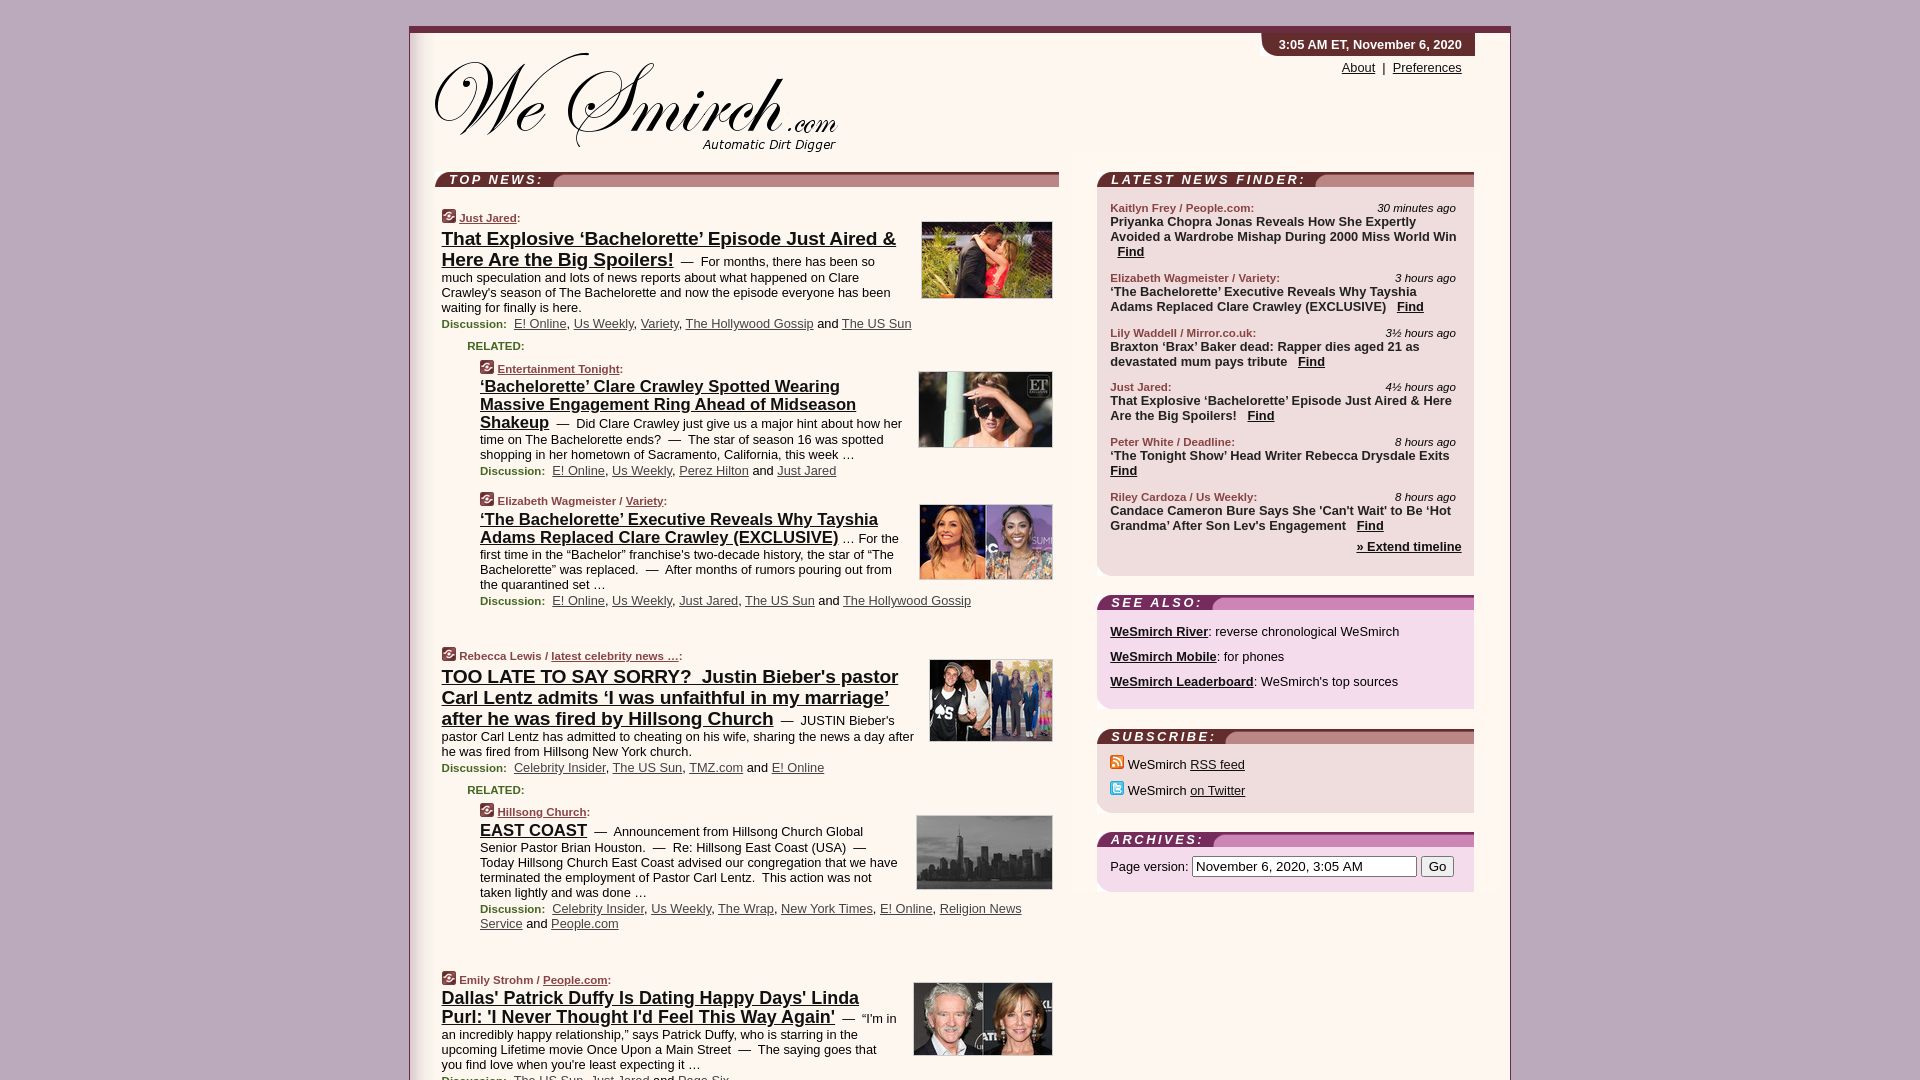 3:05 AM ET, November 6, 2020
About | Preferences
We Smirch .com
Automatic Dirt Digger
TOP NEWS:
Just Jared:
That Explosive ‘Bachelorette’ Episode Just Aired &
Here Are the Big Spoilers! — For months, there has been so
much speculation and lots of news reports about what happened on Clare
Crawley's season of The Bachelorette and now the episode everyone has been
waiting for finally is here.
Discussion: E! Online, Us Weekly, Variety, The Hollywood Gossip and The US Sun
RELATED:
Entertainment Tonight:
‘Bachelorette’ Clare Crawley Spotted Wearing
Massive Engagement Ring Ahead of Midseason
Shakeup — Did Clare Crawley just give us a major hint about how her
time on The Bachelorette ends? — The star of season 16 was spotted
shopping in her hometown of Sacramento, California, this week …
Discussion: E! Online, Us Weekly, Perez Hilton and Just Jared
ET
Elizabeth Wagmeister / Variety:
‘The Bachelorette’ Executive Reveals Why Tayshia
Adams Replaced Clare Crawley (EXCLUSIVE) … For the
first time in the “Bachelor” franchise's two-decade history, the star of “The
Bachelorette” was replaced. — After months of rumors pouring out from
the quarantined set …
Discussion: E! Online, Us Weekly, Just Jared, The US Sun and The Hollywood Gossip
Rebecca Lewis / latest celebrity news …:
TOO LATE TO SAY SORRY? Justin Bieber's pastor
Carl Lentz admits ‘I was unfaithful in my marriage’
after he was fired by Hillsong Church — JUSTIN Bieber's
pastor Carl Lentz has admitted to cheating on his wife, sharing the news a day after
he was fired from Hillsong New York church.
Discussion: Celebrity Insider, The US Sun, TMZ.com and E! Online
RELATED:
Hillsong Church:
EAST COAST — Announcement from Hillsong Church Global
Senior Pastor Brian Houston. — Re: Hillsong East Coast (USA) —
Today Hillsong Church East Coast advised our congregation that we have
terminated the employment of Pastor Carl Lentz. This action was not
taken lightly and was done …
Discussion: Celebrity Insider, Us Weekly, The Wrap, New York Times, E! Online, Religion News
Service and People.com
Emily Strohm / People.com:
Dallas' Patrick Duffy Is Dating Happy Days' Linda
Purl: 'I Never Thought I'd Feel This Way Again' — “I'm in
an incredibly happy relationship,” says Patrick Duffy, who is starring in the
upcoming Lifetime movie Once Upon a Main Street — The saying goes that
you find love when you're least expecting it …
Discussion: The US Sun, Just Jared and Page Six
LATEST NEWS FINDER:
Kaitlyn Frey / People.com: 30 minutes ago
Priyanka Chopra Jonas Reveals How She Expertly
Avoided a Wardrobe Mishap During 2000 Miss World Win
Find
Elizabeth Wagmeister / Variety: 3 hours ago
‘The Bachelorette’ Executive Reveals Why Tayshia
Adams Replaced Clare Crawley (EXCLUSIVE) Find
Lily Waddell / Mirror.co.uk: 3½ hours ago
Braxton ‘Brax’ Baker dead: Rapper dies aged 21 as
devastated mum pays tribute Find
Just Jared: 4½ hours ago
That Explosive ‘Bachelorette’ Episode Just Aired & Here
Are the Big Spoilers! Find
Peter White / Deadline: 8 hours ago
‘The Tonight Show’ Head Writer Rebecca Drysdale Exits
Find
Riley Cardoza / Us Weekly: 8 hours ago
Candace Cameron Bure Says She 'Can't Wait' to Be ‘Hot
Grandma’ After Son Lev's Engagement Find
» Extend timeline
SEE ALSO:
WeSmirch River: reverse chronological WeSmirch
WeSmirch Mobile: for phones
WeSmirch Leaderboard: WeSmirch's top sources
SUBSCRIBE:
WeSmirch RSS feed
WeSmirch on Twitter
ARCHIVES:
Page version: November 6, 2020, 3:05 AM Go